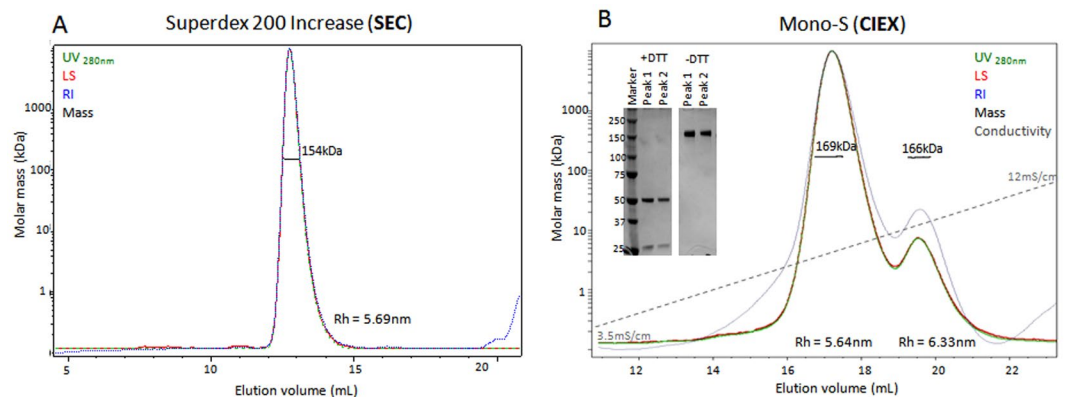 A
Superdex 200 Increase (SEC)
UV 280nm
LS
RI
Mass
Molar mass (kDa)
1000
100
10
1
154kDa
Rh = 5.69nm
5
10
15
20
Elution volume (mL)
B
Mono-S (CIEX)
UV 280nm
LS
RI
Mass
Conductivity
Molar mass (kDa)
1000
100
10
1
+DTT
-DTT
Marker
Peak 1
Peak 2
Peak 1
Peak 2
250
150
100
75
50
37
25
169kDa
166kDa
12mS/cm
3.5mS/cm
Rh = 5.64nm
Rh = 6.33nm
12
14
16
18
20
22
Elution volume (mL)